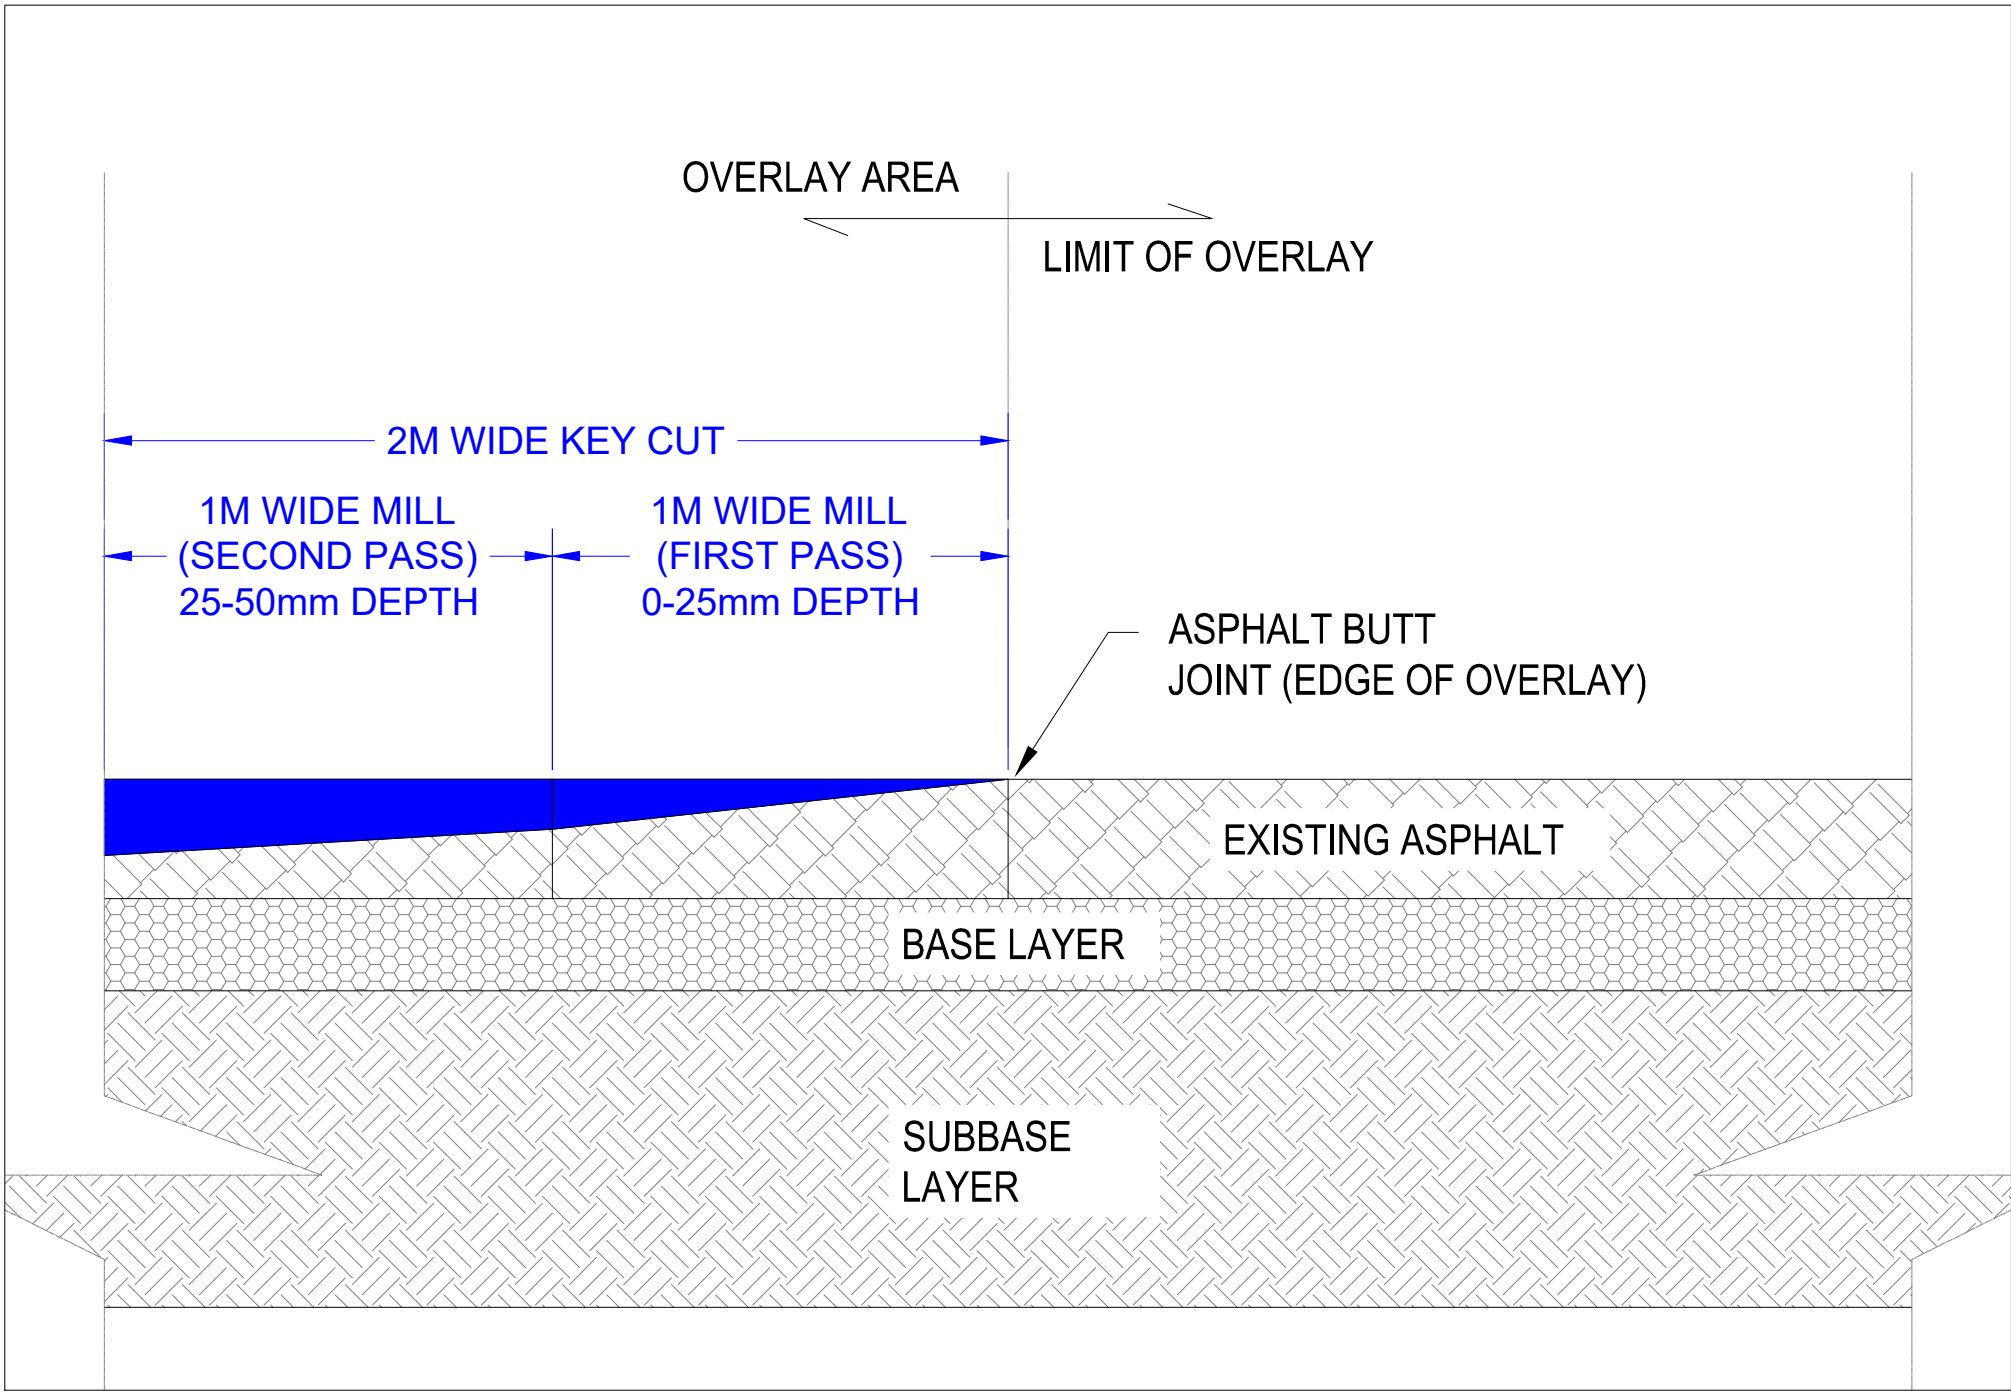 OVERLAY AREA
LIMIT OF OVERLAY
2M WIDE KEY CUT
1M WIDE MILL
(SECOND PASS)
25-50mm DEPTH
1M WIDE MILL
(FIRST PASS)
0-25mm DEPTH
ASPHALT BUTT
JOINT (EDGE OF OVERLAY)
EXISTING ASPHALT
BASE LAYER
SUBBASE
LAYER